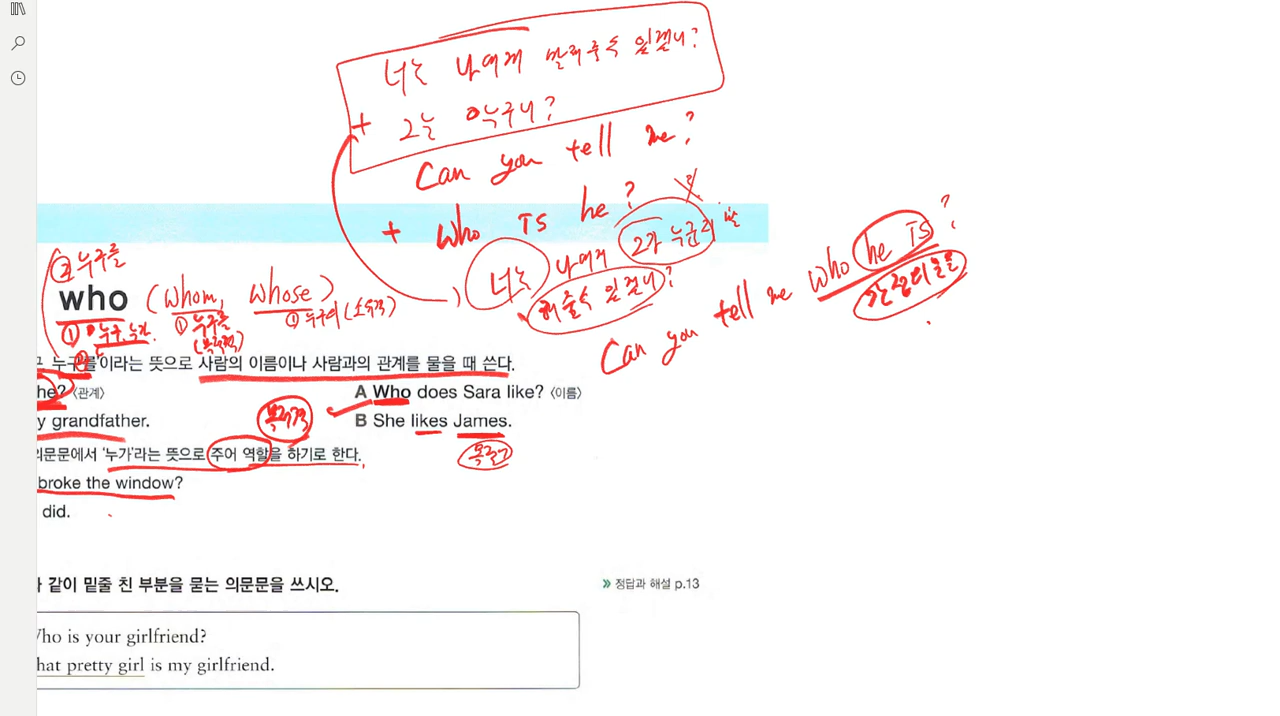 너는 나에게 말해줄수 있겠니?
+ 그는 누구니?
Can you tell me?
+ who is he?
너는 나에게 그가 누군지 말
해줄수 있겠니?
Can you tell me who he is?
② 누구를
who (whom, whose)
① 누구, 누가
① 누구를
(목적격)
① 누구의 (소유격)
누구를'이라는 뜻으로 사람의 이름이나 사람과의 관계를 물을 때 쓴다.
he? <관계>
A Who does Sara like? <이름>
y grandfather.
목적격
B She likes James.
의문문에서 '누가'라는 뜻으로 주어 역할을 하기로 한다.
broke the window?
did.
같이 밑줄 친 부분을 묻는 의문문을 쓰시오.
» 정답과 해설 p.13
Who is your girlfriend?
hat pretty girl is my girlfriend.